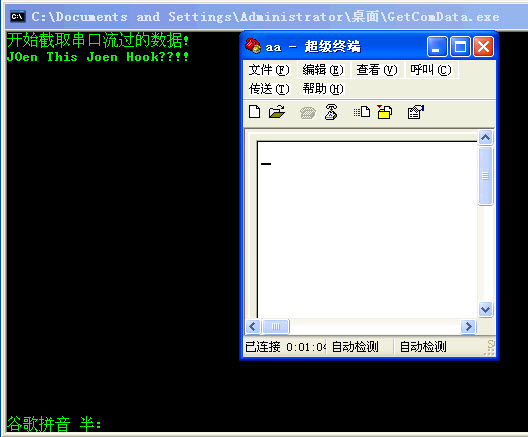 C:\Documents and Settings\Administrator\桌面\GetComData.exe
开始截取串口流过的数据!
JOen This Joen Hook??!!
aa - 超级终端
文件(F) 编辑(E) 查看(V) 呼叫(C)
传送(T) 帮助(H)
已连接 0:01:04 自动检测 自动检测
谷歌拼音 半: